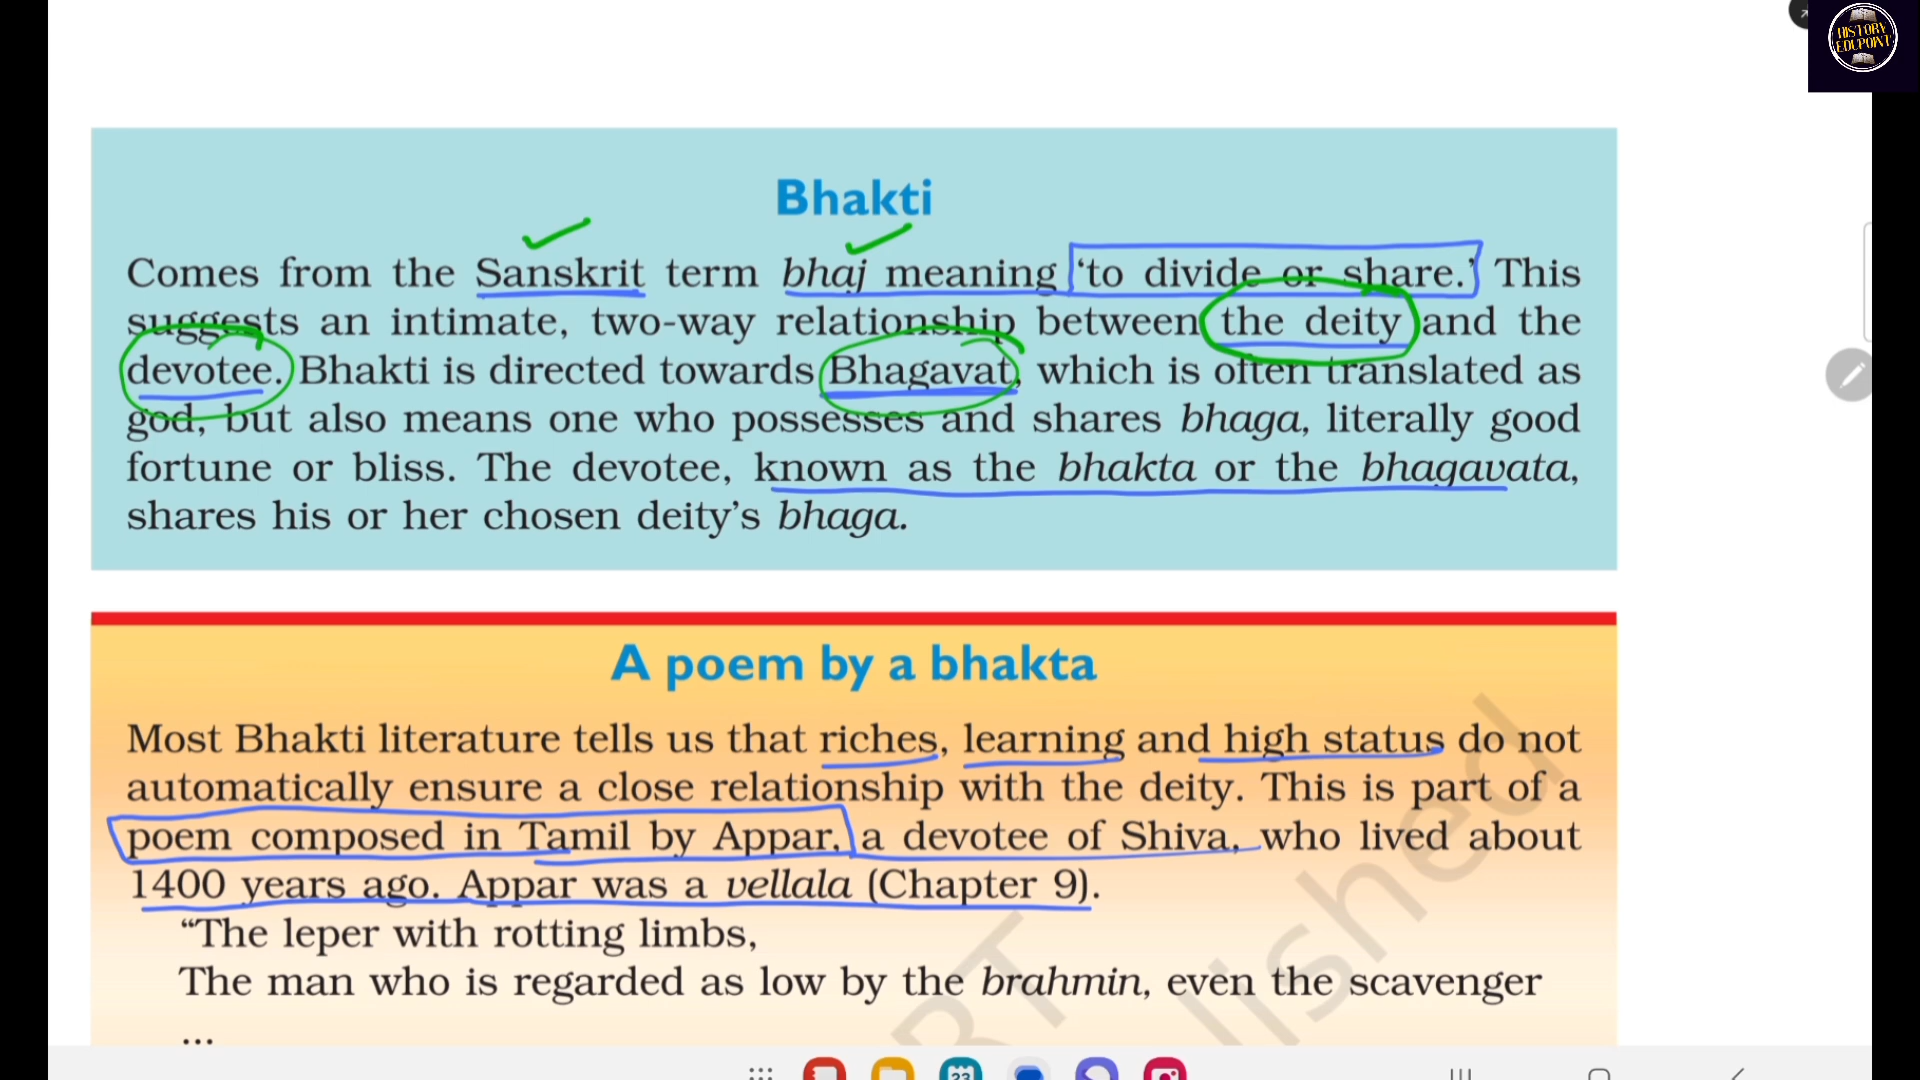 HISTORY
EDUPOINT
Bhakti
Comes from the Sanskrit term bhaj meaning ‘to divide or share.’ This
suggests an intimate, two-way relationship between the deity and the
devotee. Bhakti is directed towards Bhagavat, which is often translated as
god, but also means one who possesses and shares bhaga, literally good
fortune or bliss. The devotee, known as the bhakta or the bhagavata,
shares his or her chosen deity’s bhaga.
A poem by a bhakta
Most Bhakti literature tells us that riches, learning and high status do not
automatically ensure a close relationship with the deity. This is part of a
poem composed in Tamil by Appar, a devotee of Shiva, who lived about
1400 years ago. Appar was a vellala (Chapter 9).
“The leper with rotting limbs,
The man who is regarded as low by the brahmin, even the scavenger
...
RT
lished
23